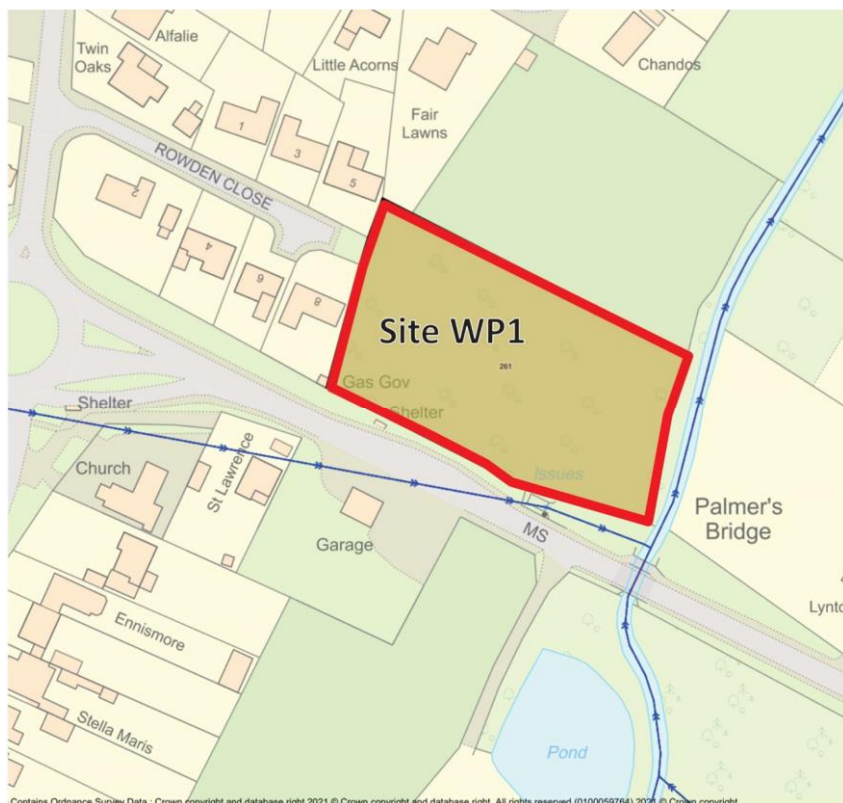 Alfalie
Twin
Oaks
Little Acorns
Chandos
Fair
Lawns
1
3
5
ROWDEN CLOSE
2
4
6
8
Site WP1
261
Gas Gov
Shelter
Shelter
Issues
Church
St Lawrence
Garage
MS
Palmer's
Bridge
Ennismore
Stella Maris
Pond
Contains Ordnance Survey Data : Crown copyright and database right 2021 © Crown copyright and database right. All rights reserved (0100059764) 2021 © Crown copyright